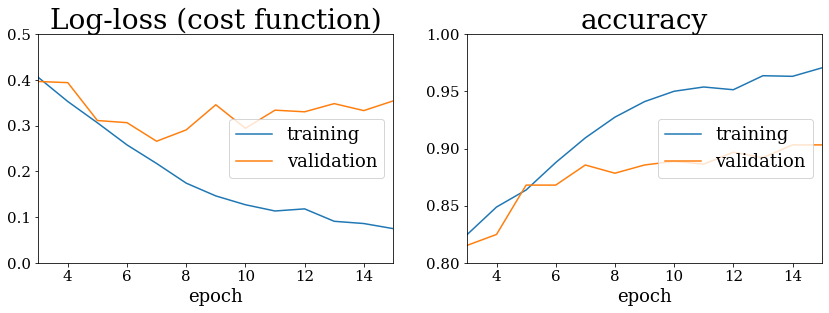 Log-loss (cost function)
0.5
0.4
0.3
0.2
0.1
0.0
training
validation
4
6
8
10
12
14
epoch
accuracy
1.00
0.95
0.90
0.85
0.80
training
validation
4
6
8
10
12
14
epoch